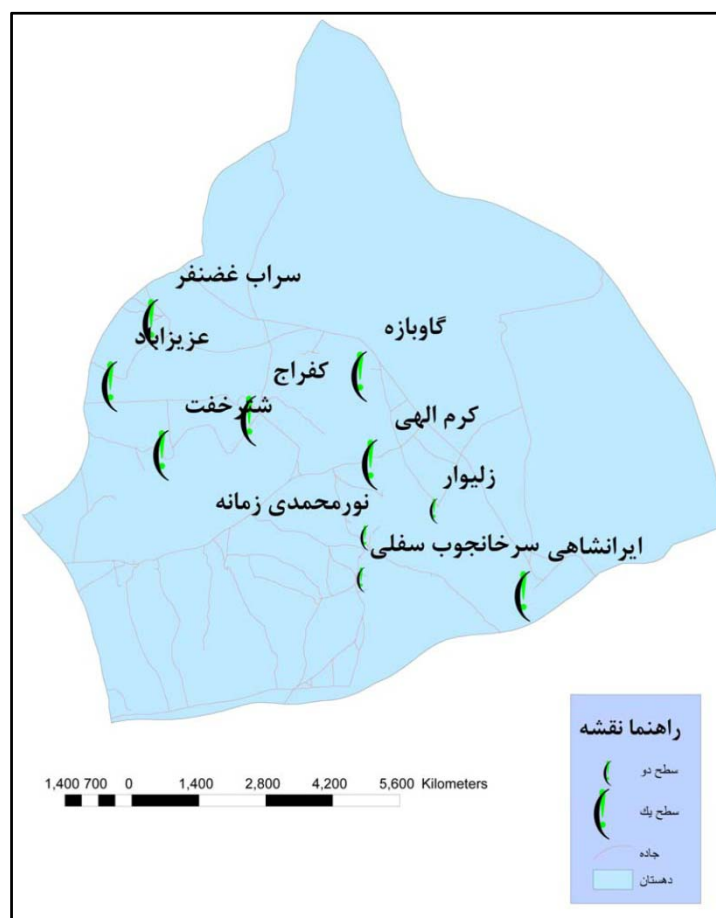 سراب غضنفر
گاوبازه
عزیزاباد
کفراج
شترخفت
کرم الهی
زلیوار
نورمحمدی زمانه
سرخانجوب سفلی
ایرانشاهی
راهنما نقشه
سطح دو
سطح یک
جاده
دهستان
1,400 700 0 1,400 2,800 4,200 5,600 Kilometers